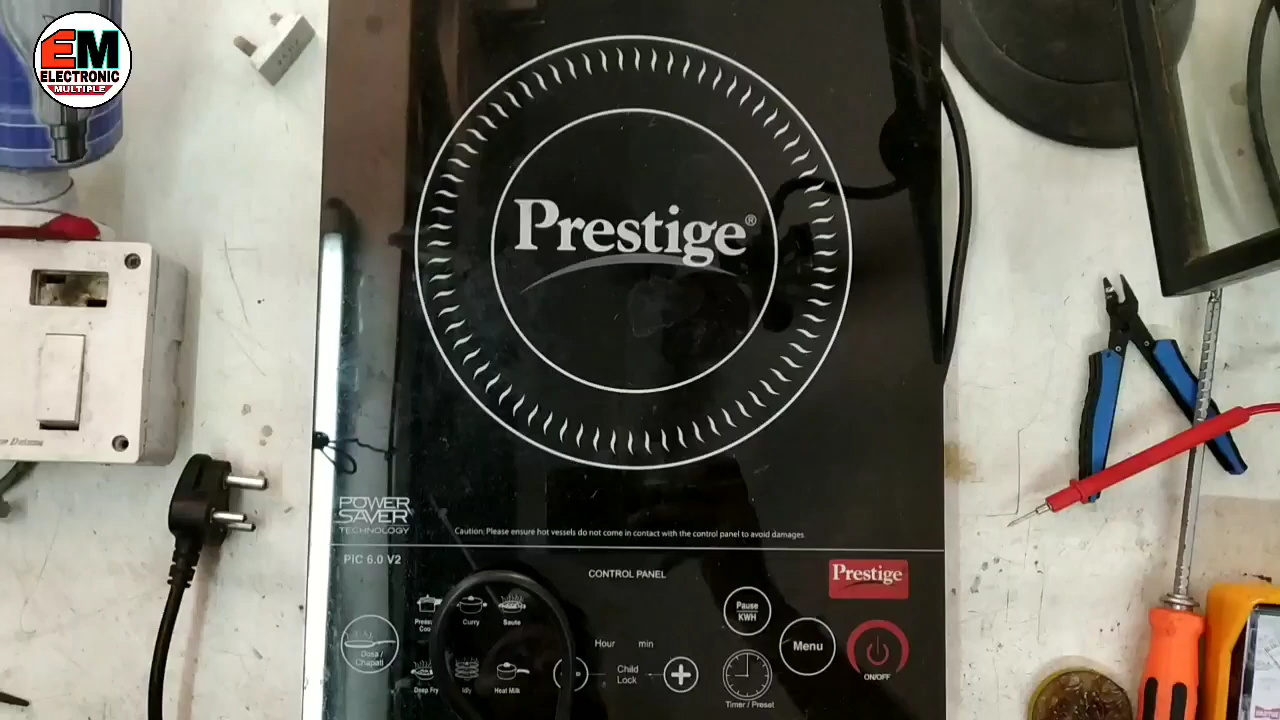 EM
ELECTRONIC
MULTIPLE
Prestige®
POWER
SAVER
TECHNOLOGY
Caution: Please ensure hot vessels do not come in contact with the control panel to avoid damages.
PIC 6.0 V2
CONTROL PANEL
Prestige
Curry
Saute
Pause
KWH
Hour min
Menu
Dosa /
Chapati
Child
Lock
Deep Fry
Idly
Heat Milk
ON/OFF
Timer / Preset